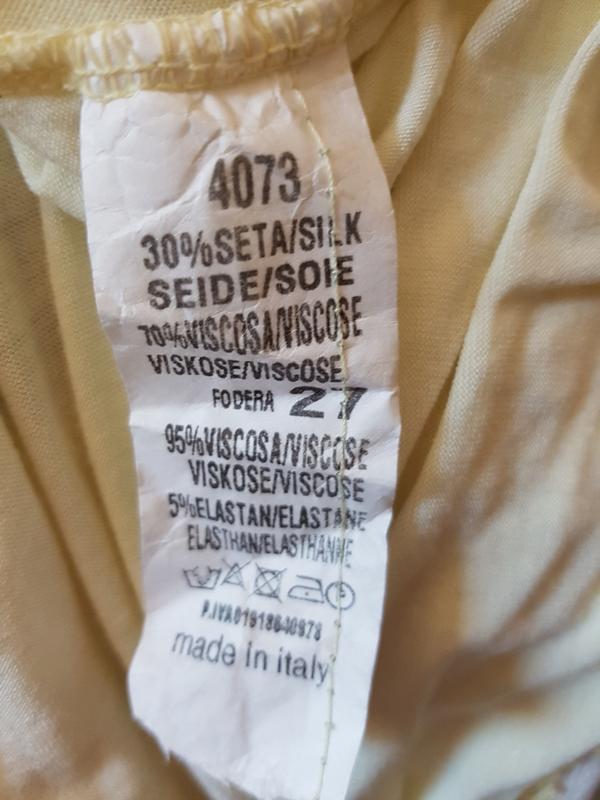 4073
30%SETA/SILK
SEIDE/SOIE
70%VISCOSA/VISCOSE
VISKOSE/VISCOSE
FODERA 27
95%VISCOSA/VISCOSE
VISKOSE/VISCOSE
5%ELASTAN/ELASTANE
ELASTHAN/ELASTHANNE
P.IVA01918640978
made in italy